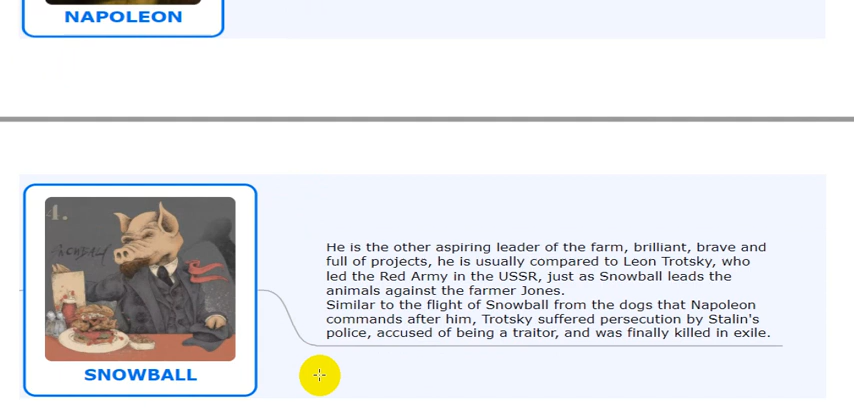 NAPOLEON
4.
SNOWBALL
He is the other aspiring leader of the farm, brilliant, brave and
full of projects, he is usually compared to Leon Trotsky, who
led the Red Army in the USSR, just as Snowball leads the
animals against the farmer Jones.
Similar to the flight of Snowball from the dogs that Napoleon
commands after him, Trotsky suffered persecution by Stalin's
police, accused of being a traitor, and was finally killed in exile.
SNOWBALL